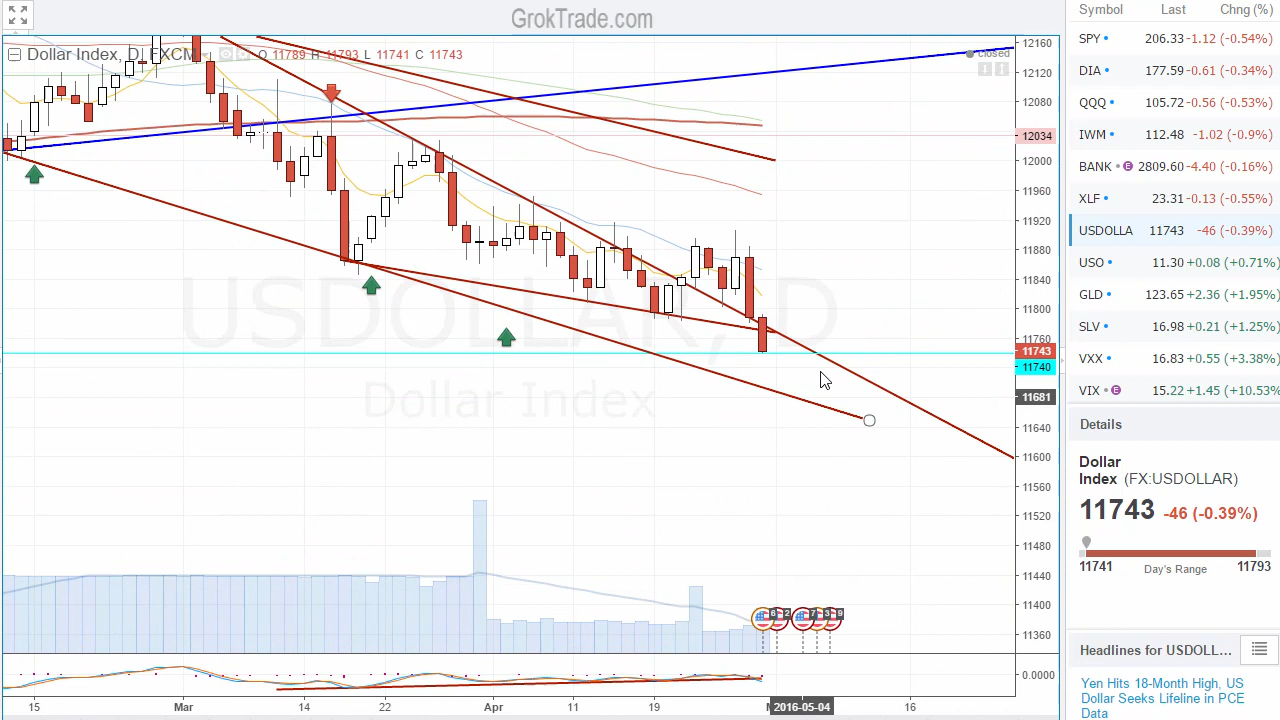 GrokTrade.com
Dollar Index, D, FXCM O 11789 H 11793 L 11741 C 11743
closed
12160
12120
12080
12034
12000
11960
11920
11880
11840
11800
11760
11743
11740
11681
11640
11600
11560
11520
11480
11440
11400
11360
0.0000
USDOLLAR, D
Dollar Index
15 Mar 14 22 Apr 11 19 2016-05-04 16
Symbol Last Chng (%)
SPY 206.33 -1.12 (-0.54%)
DIA 177.59 -0.61 (-0.34%)
QQQ 105.72 -0.56 (-0.53%)
IWM 112.48 -1.02 (-0.9%)
BANK E 2809.60 -4.40 (-0.16%)
XLF 23.31 -0.13 (-0.55%)
USDOLLA 11743 -46 (-0.39%)
USO 11.30 +0.08 (+0.71%)
GLD 123.65 +2.36 (+1.95%)
SLV 16.98 +0.21 (+1.25%)
VXX 16.83 +0.55 (+3.38%)
VIX E 15.22 +1.45 (+10.53%
Details
Dollar
Index (FX:USDOLLAR)
11743 -46 (-0.39%)
11741 Day's Range 11793
Headlines for USDOLL...
Yen Hits 18-Month High, US
Dollar Seeks Lifeline in PCE
Data